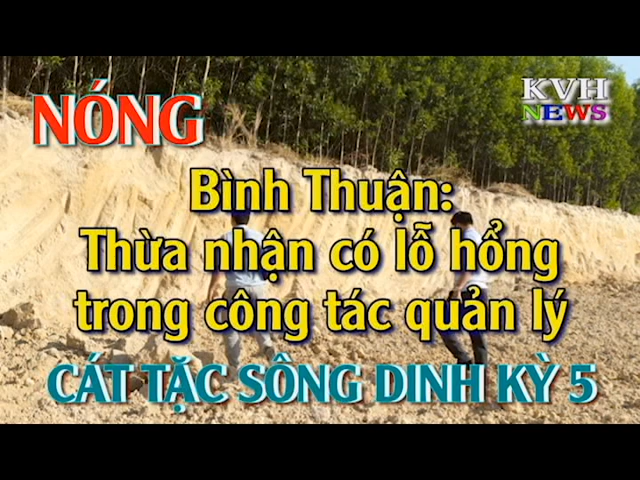 NÓNG
KVH
NEWS
Bình Thuận:
Thừa nhận có lỗ hổng
trong công tác quản lý
CÁT TẶC SÔNG DINH KỲ 5